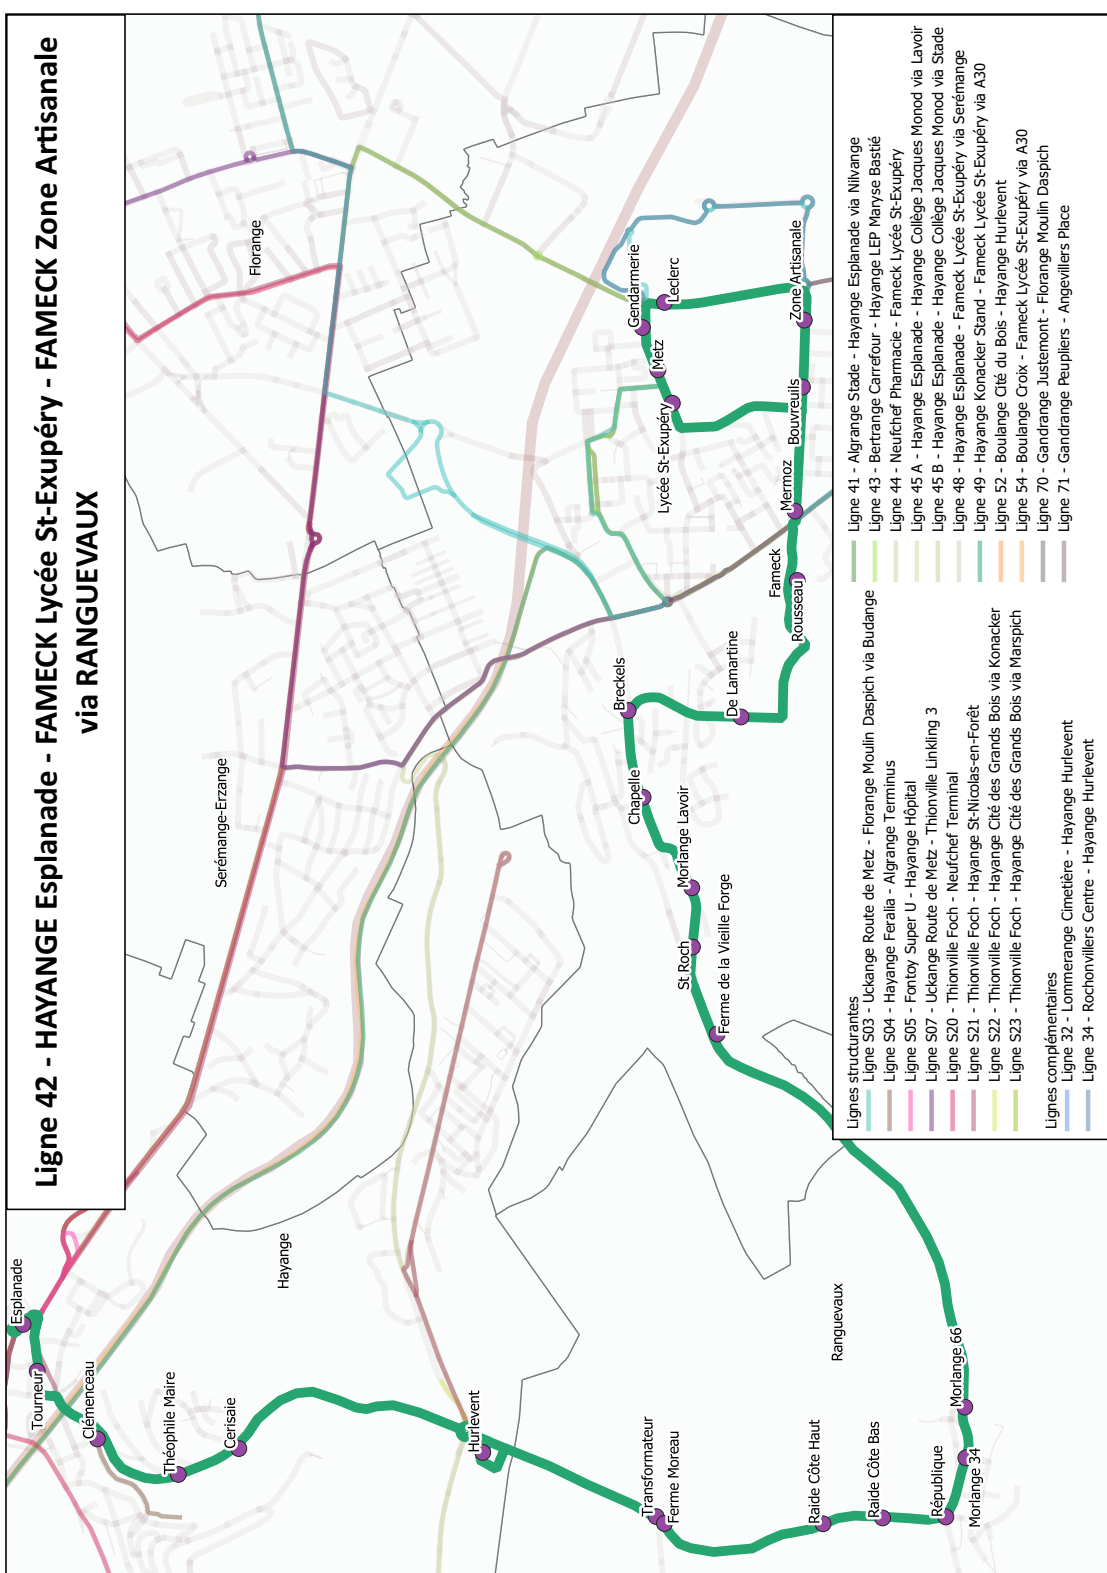 Ligne 42 - HAYANGE Esplanade - FAMECK Lycée St-Exupéry - FAMECK Zone Artisanale
via RANGUEVAUX
Esplanade
Tourneur
Clémenceau
Théophile Maire
Cerisaie
Hayange
Hurlevent
Transformateur
Ferme Moreau
Raide Côte Haut
Raide Côte Bas
République
Morlange 34
Morlange 66
Ranguevaux
Ferme de la Vieille Forge
St Roch
Morlange Lavoir
Chapelle
Breckels
De Lamartine
Serémange-Erzange
Florange
Rousseau
Fameck
Mermoz
Bouvreuils
Lycée St-Exupéry
Metz
Gendarmerie
Leclerc
Zone Artisanale
Lignes structurantes
Ligne S03 - Uckange Route de Metz - Florange Moulin Daspich via Budange
Ligne S04 - Hayange Feralia - Algrange Terminus
Ligne S05 - Fontoy Super U - Hayange Hôpital
Ligne S07 - Uckange Route de Metz - Thionville Linkling 3
Ligne S20 - Thionville Foch - Neufchef Terminal
Ligne S21 - Thionville Foch - Hayange St-Nicolas-en-Forêt
Ligne S22 - Thionville Foch - Hayange Cité des Grands Bois via Konacker
Ligne S23 - Thionville Foch - Hayange Cité des Grands Bois via Marspich
Lignes complémentaires
Ligne 32 - Lommerange Cimetière - Hayange Hurlevent
Ligne 34 - Rochonvillers Centre - Hayange Hurlevent
Ligne 41 - Algrange Stade - Hayange Esplanade via Nilvange
Ligne 43 - Bertrange Carrefour - Hayange LEP Maryse Bastié
Ligne 44 - Neufchef Pharmacie - Fameck Lycée St-Exupéry
Ligne 45 A - Hayange Esplanade - Hayange Collège Jacques Monod via Lavoir
Ligne 45 B - Hayange Esplanade - Hayange Collège Jacques Monod via Stade
Ligne 48 - Hayange Esplanade - Fameck Lycée St-Exupéry via Serémange
Ligne 49 - Hayange Konacker Stand - Fameck Lycée St-Exupéry via A30
Ligne 52 - Boulange Cité du Bois - Hayange Hurlevent
Ligne 54 - Boulange Croix - Fameck Lycée St-Exupéry via A30
Ligne 70 - Gandrange Justemont - Florange Moulin Daspich
Ligne 71 - Gandrange Peupliers - Angevillers Place